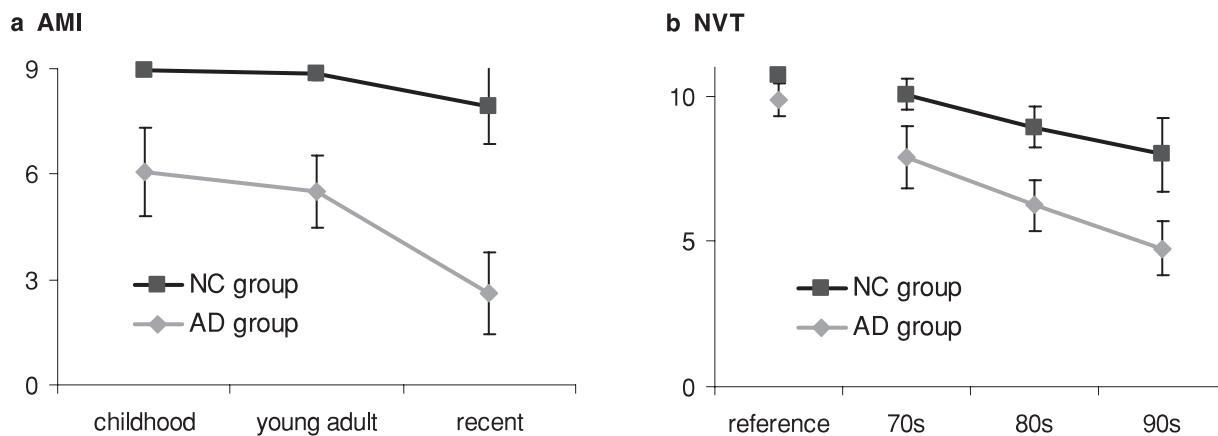 a AMI
9
6
3
0
NC group
AD group
childhood young adult recent
b NVT
10
5
0
NC group
AD group
reference 70s 80s 90s